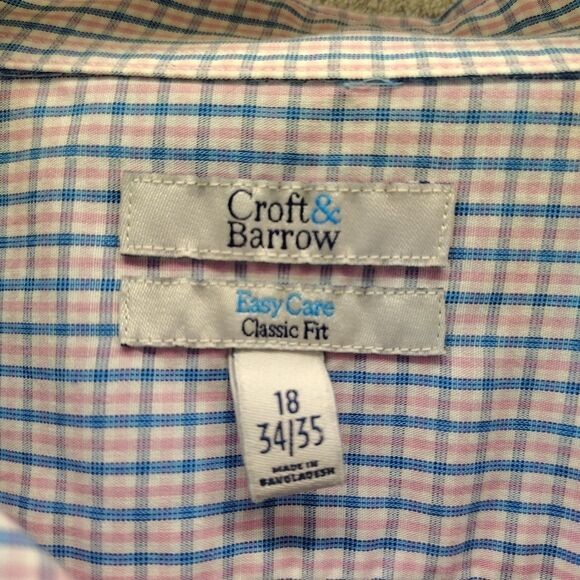 Croft&
Barrow
Easy Care
Classic Fit
18
34|35
MADE IN
BANGLADESH